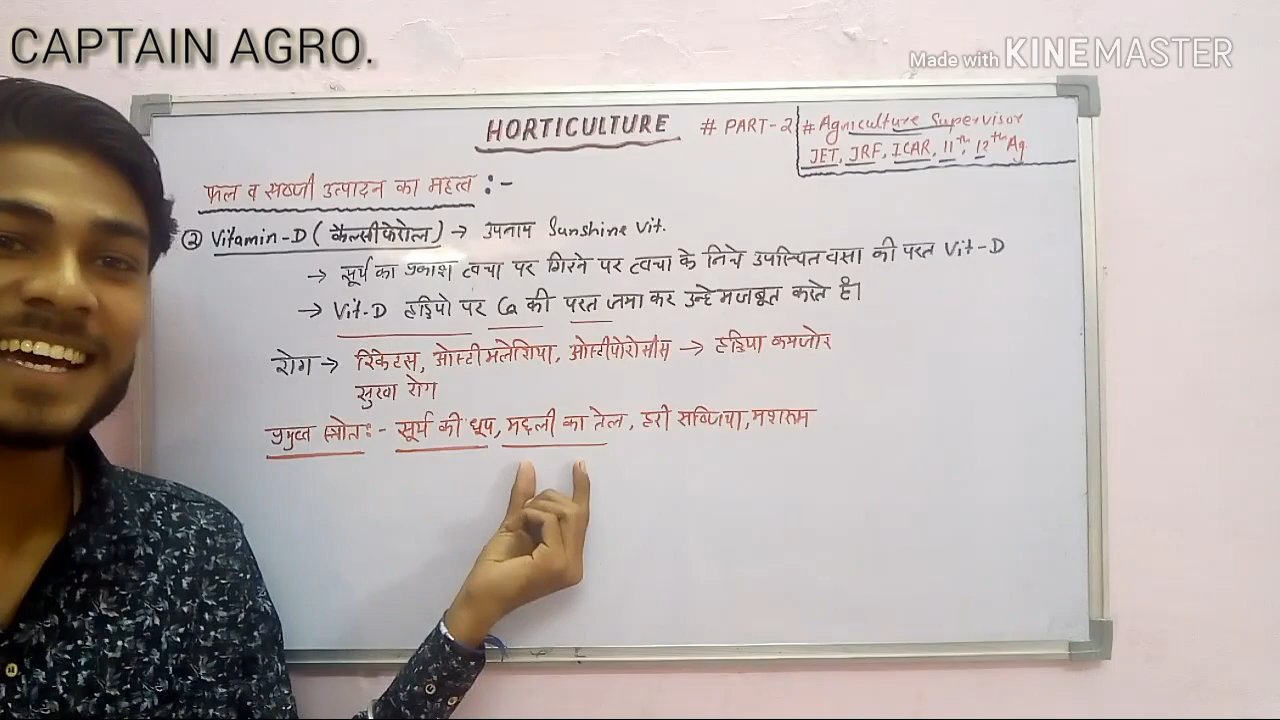 CAPTAIN AGRO.
Made with KINEMASTER
HORTICULTURE # PART-2
# Agriculture Supervisor
JET, JRF, ICAR, 11th, 12th Ag.
फल व सब्जी उत्पादन का महत्व :-
② Vitamin-D (कैल्सीफेरोल) → उपनाम Sunshine Vit.
→ सूर्य का प्रकाश त्वचा पर गिरने पर त्वचा के निचे उपस्थित वसा की परत Vit-D
→ Vit-D हडियो पर Ca की परत जमा कर उन्हे मजबूत करते है।
रोग → रिकेटस, ओस्टीमलेशिया, ओस्टीपोरोसीस → हडिया कमजोर
सुखा रोग
प्रमुख स्त्रोत :- सूर्य की धूप, मछली का तेल, हरी सब्जिया, मशरूम